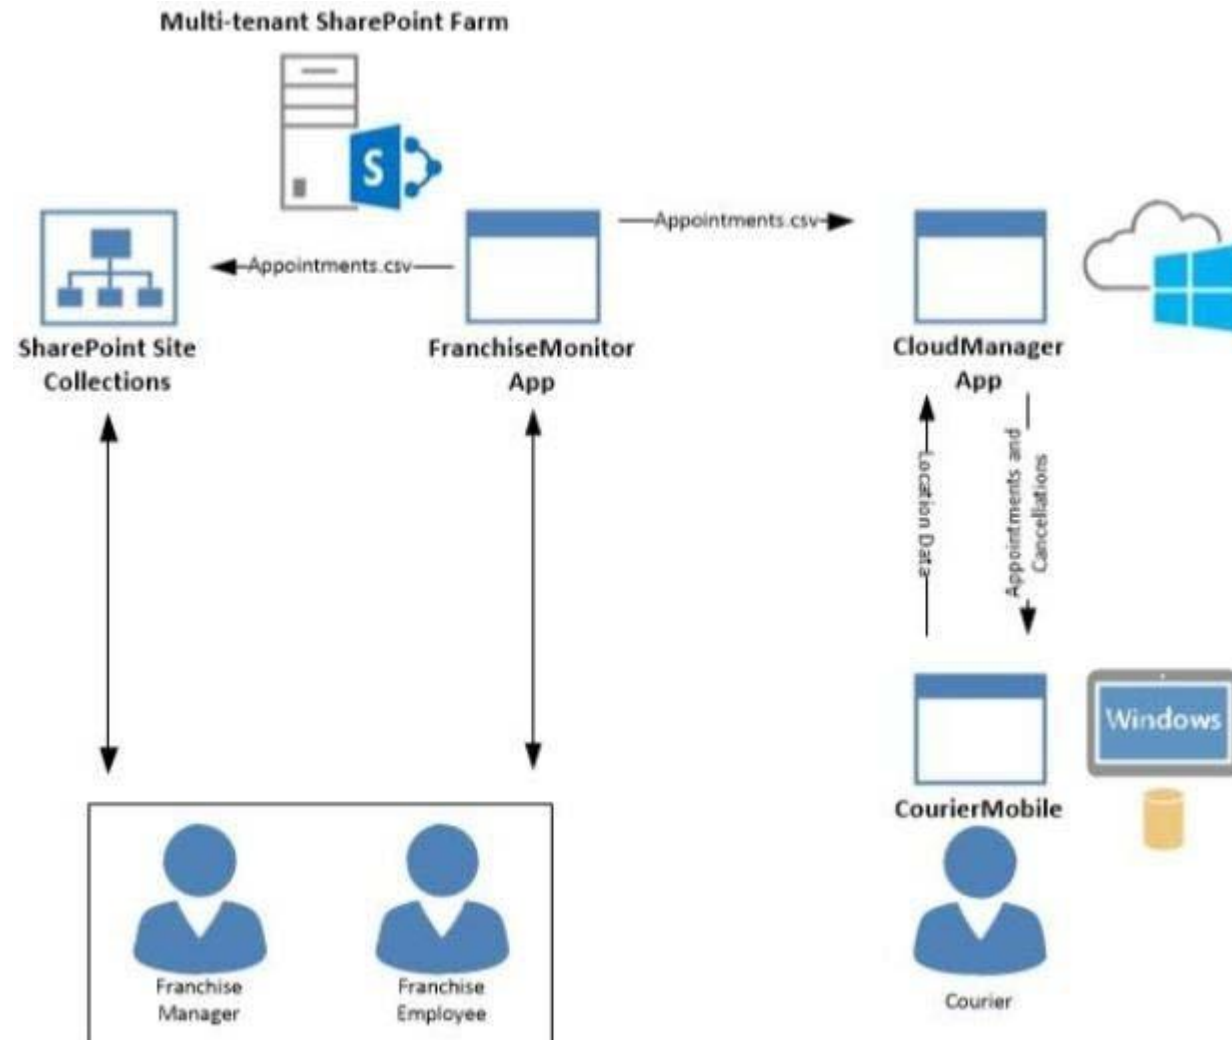 Multi-tenant SharePoint Farm
S
Appointments.csv
Appointments.csv
SharePoint Site
Collections
FranchiseMonitor
App
CloudManager
App
Location Data
Appointments and
Cancellations
Windows
CourierMobile
Franchise
Manager
Franchise
Employee
Courier